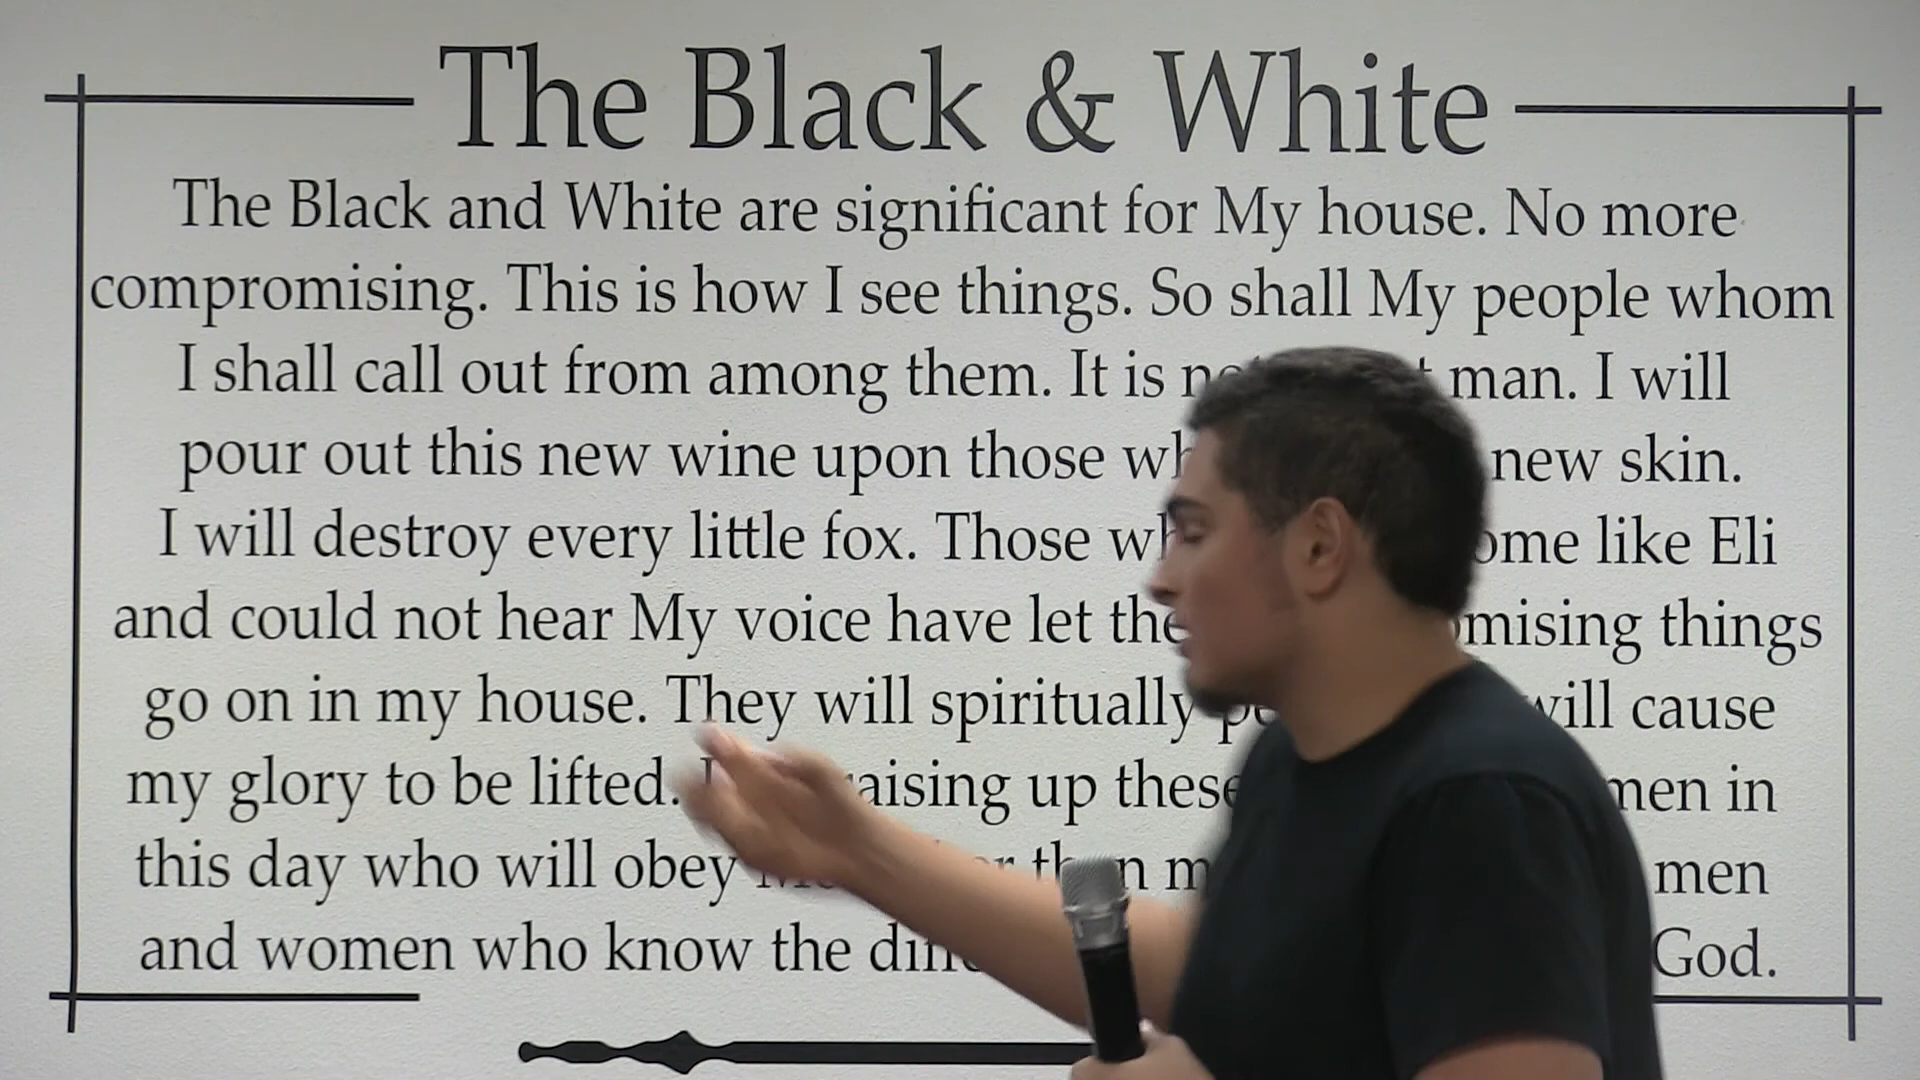 The Black & White
The Black and White are significant for My house. No more
compromising. This is how I see things. So shall My people whom
I shall call out from among them. It is man. I will
pour out this new wine upon those new skin.
I will destroy every little fox. Those like Eli
and could not hear My voice have let things
go on in my house. They will spiritually will cause
my glory to be lifted. up these men in
this day who will obey men
and women who know the God.